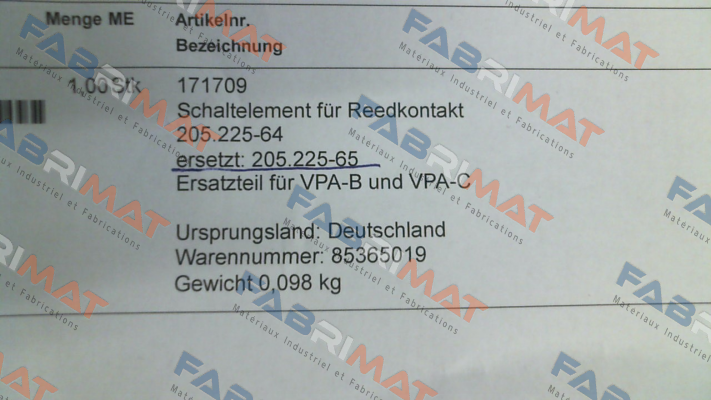 Menge ME Artikelnr.
Bezeichnung
1,00 Stk 171709
Schaltelement für Reedkontakt
205.225-64
ersetzt: 205.225-65
Ersatzteil für VPA-B und VPA-C
Ursprungsland: Deutschland
Warennummer: 85365019
Gewicht 0,098 kg
FABRIMAT
Materiaux Industriel et Fabrications